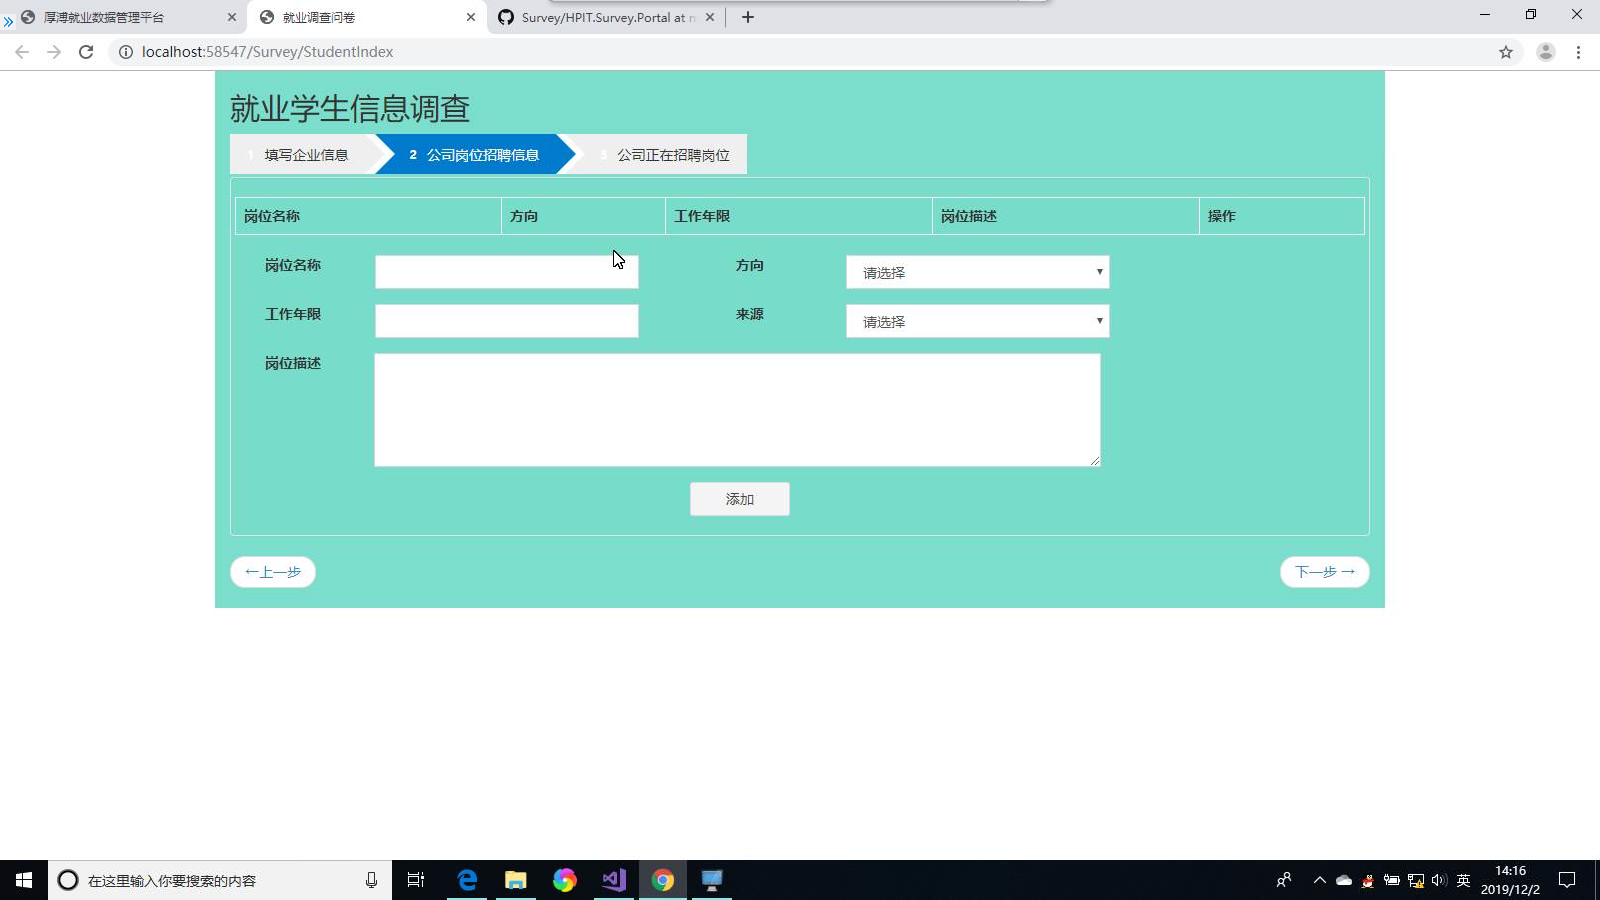 厚溥就业数据管理平台
就业调查问卷
Survey/HPIT.Survey.Portal at
localhost:58547/Survey/StudentIndex
就业学生信息调查
1 填写企业信息
2 公司岗位招聘信息
3 公司正在招聘岗位
岗位名称 方向 工作年限 岗位描述 操作
岗位名称
方向 请选择
工作年限
来源 请选择
岗位描述
添加
←上一步
下一步→
在这里输入你要搜索的内容
英
14:16
2019/12/2